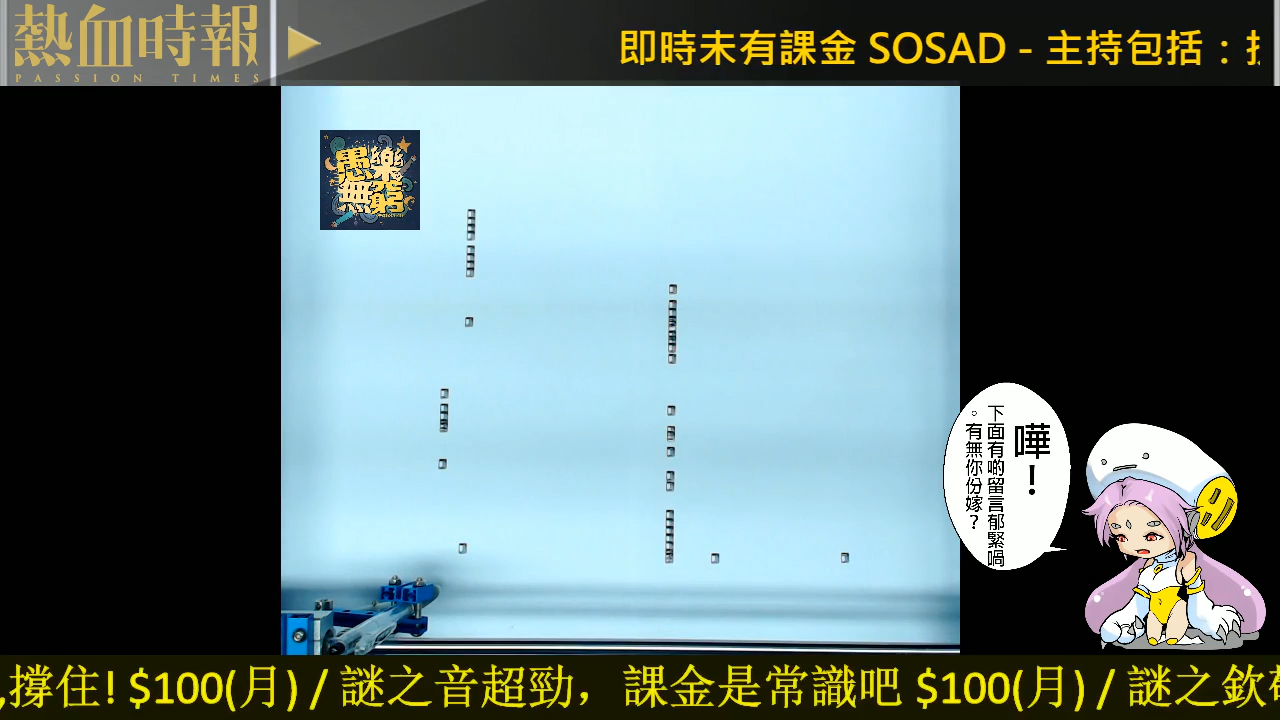 熱血時報
PASSION TIMES
即時未有課金 SOSAD - 主持包括：
愚樂
無窮
嘩！
下面有啲留言郁緊喎
。有無你份嫁？
,撐住! $100(月) / 謎之音超勁，課金是常識吧 $100(月) / 謎之欽